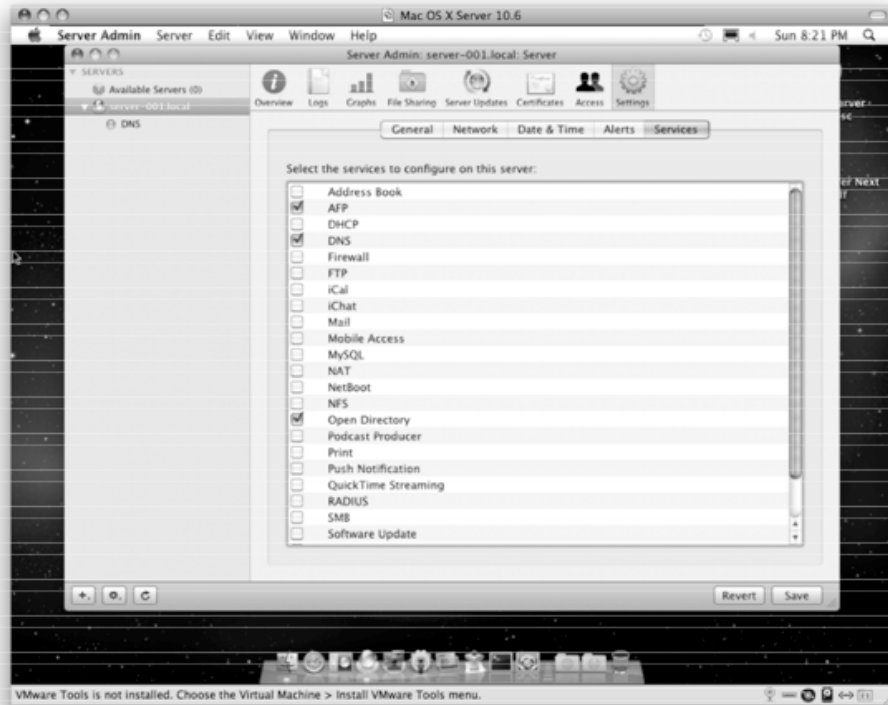 Mac OS X Server 10.6
Server Admin Server Edit View Window Help Sun 8:21 PM
Server Admin: server-001.local: Server
SERVERS
Available Servers (0)
server-001.local
DNS
Overview Logs Graphs File Sharing Server Updates Certificates Access Settings
General Network Date & Time Alerts Services
Select the services to configure on this server:
Address Book
AFP
DHCP
DNS
Firewall
FTP
iCal
iChat
Mail
Mobile Access
MySQL
NAT
NetBoot
NFS
Open Directory
Podcast Producer
Print
Push Notification
QuickTime Streaming
RADIUS
SMB
Software Update
Revert Save
VMware Tools is not installed. Choose the Virtual Machine > Install VMware Tools menu.